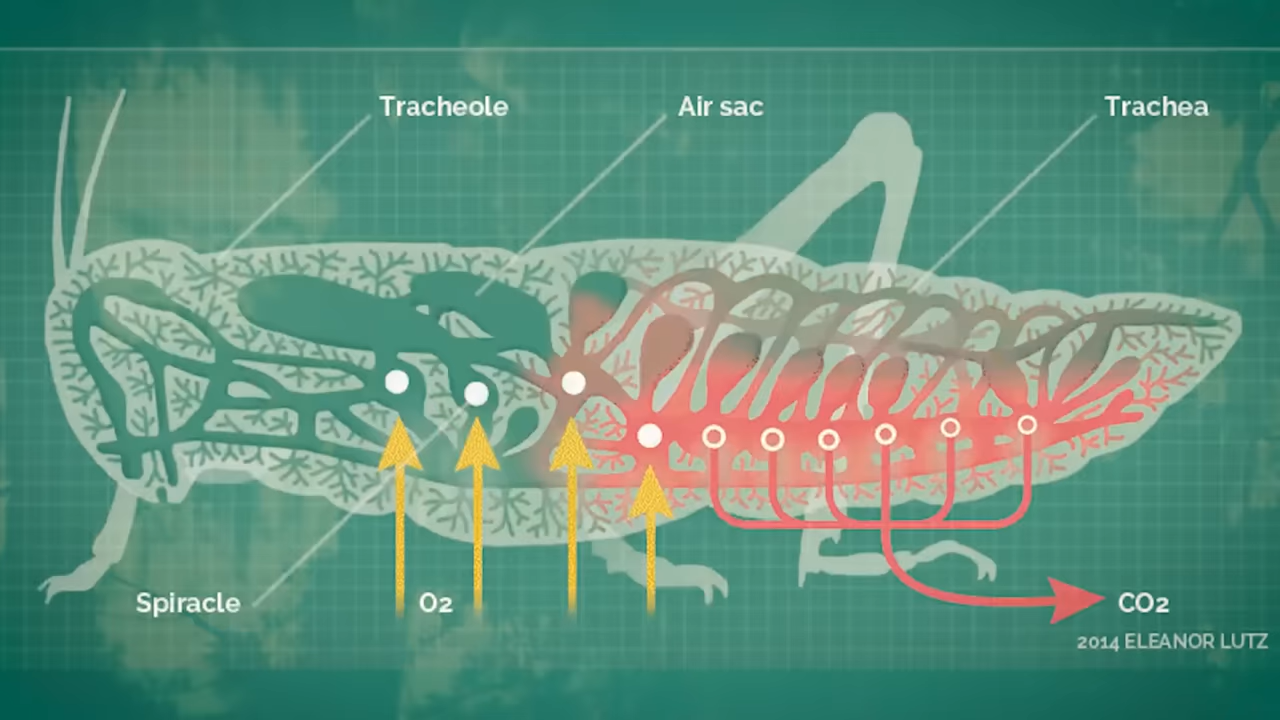 Tracheole
Air sac
Trachea
Spiracle
O2
CO2
2014 ELEANOR LUTZ